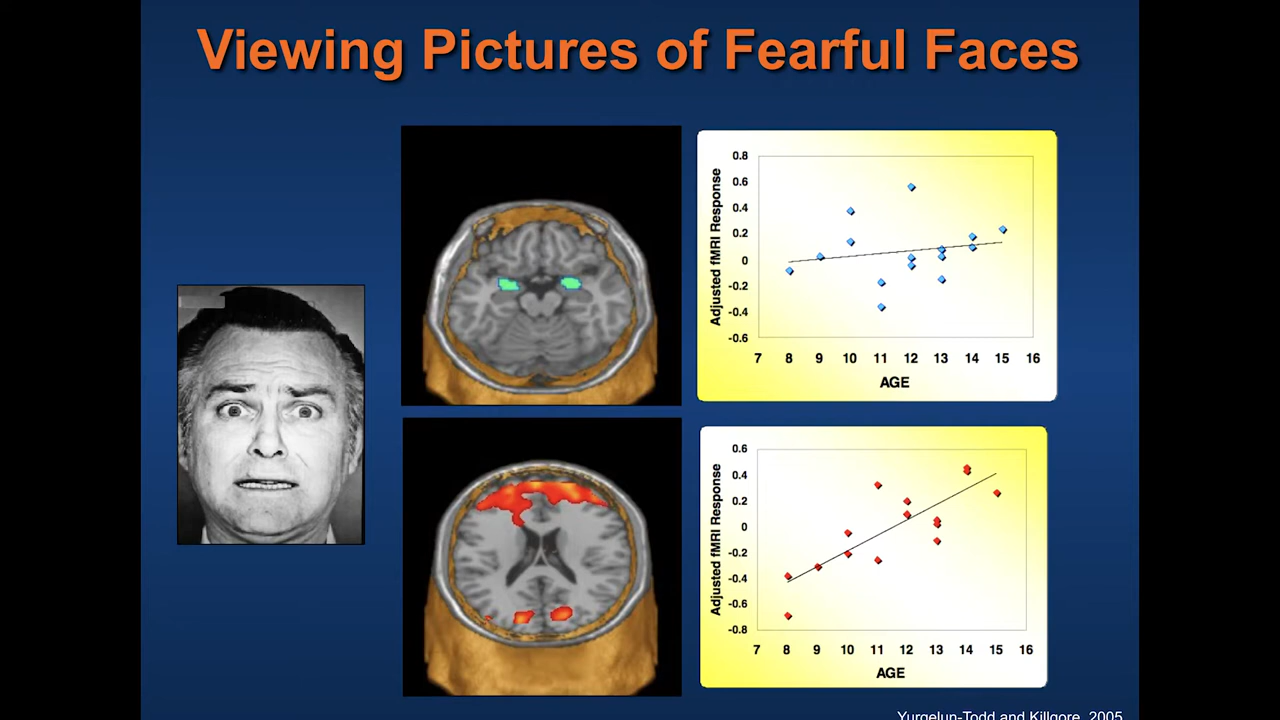 Viewing Pictures of Fearful Faces
0.8
0.6
0.4
0.2
0
-0.2
-0.4
-0.6
Adjusted fMRI Response
7 8 9 10 11 12 13 14 15 16
AGE
0.6
0.4
0.2
0
-0.2
-0.4
-0.6
-0.8
Adjusted fMRI Response
7 8 9 10 11 12 13 14 15 16
AGE
Yurgelun-Todd and Killgore, 2005